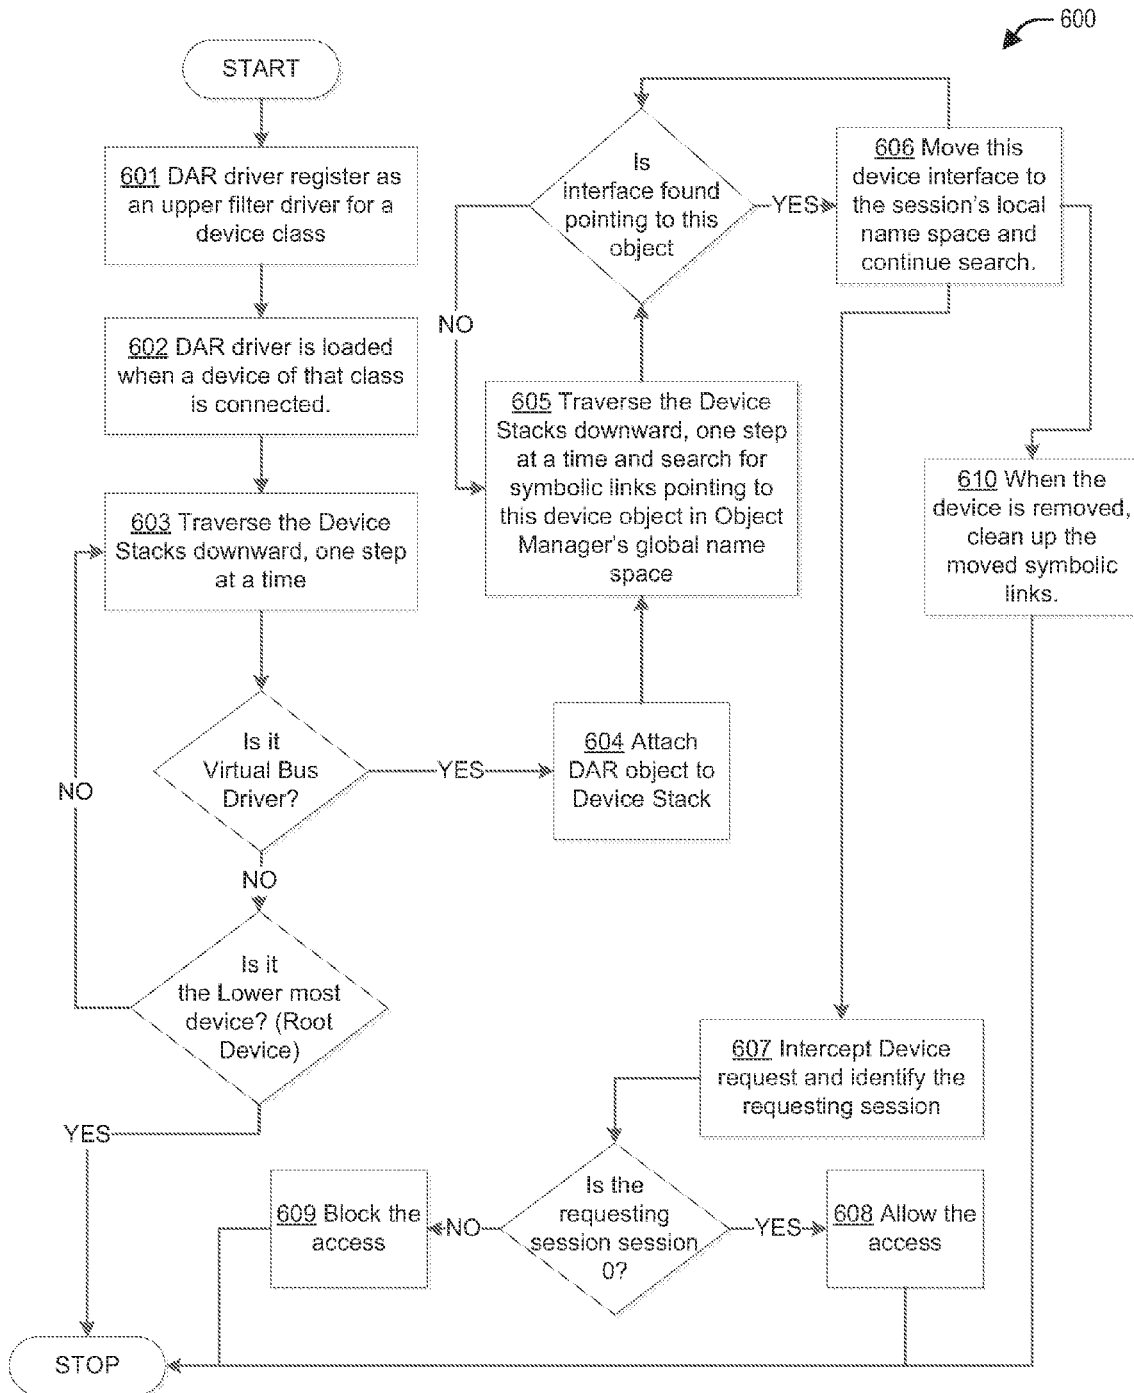 600
START
601 DAR driver register as
an upper filter driver for a
device class
602 DAR driver is loaded
when a device of that class
is connected.
603 Traverse the Device
Stacks downward, one step
at a time
Is it
Virtual Bus
Driver?
YES
NO
NO
Is it
the Lower most
device? (Root
Device)
YES
604 Attach
DAR object to
Device Stack
605 Traverse the Device
Stacks downward, one step
at a time and search for
symbolic links pointing to
this device object in Object
Manager's global name
space
Is
interface found
pointing to this
object
NO
YES
606 Move this
device interface to
the session's local
name space and
continue search.
607 Intercept Device
request and identify the
requesting session
Is the
requesting
session session
0?
NO
YES
609 Block the
access
608 Allow the
access
610 When the
device is removed,
clean up the
moved symbolic
links.
STOP